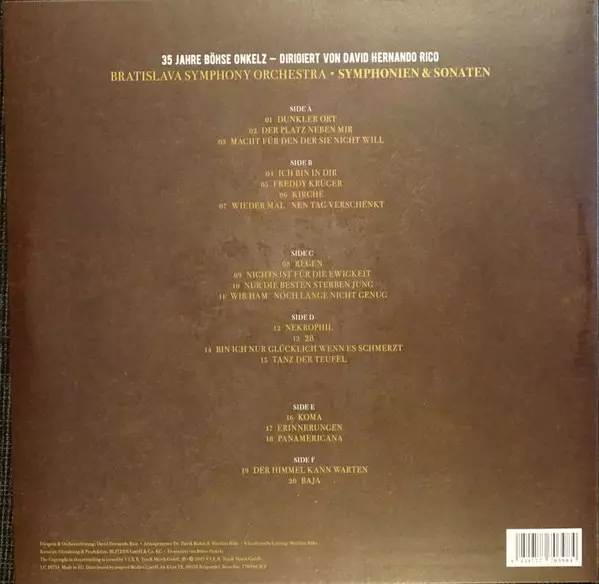 35 JAHRE BÖHSE ONKELZ – DIRIGIERT VON DAVID HERNANDO RICO
BRATISLAVA SYMPHONY ORCHESTRA • SYMPHONIEN & SONATEN
SIDE A
01 DUNKLER ORT
02 DER PLATZ NEBEN MIR
03 MACHT FÜR DEN DER SIE NICHT WILL
SIDE B
04 ICH BIN IN DIR
05 FREDDY KRÜGER
06 KIRCHE
07 WIEDER MAL ´NEN TAG VERSCHENKT
SIDE C
08 REGEN
09 NICHTS IST FÜR DIE EWIGKEIT
10 NUR DIE BESTEN STERBEN JUNG
11 WIR HAM´ NOCH LANGE NICHT GENUG
SIDE D
12 NEKROPHIL
13 28
14 BIN ICH NUR GLÜCKLICH WENN ES SCHMERZT
15 TANZ DER TEUFEL
SIDE E
16 KOMA
17 ERINNERUNGEN
18 PANAMERICANA
SIDE F
19 DER HIMMEL KANN WARTEN
20 BAJA